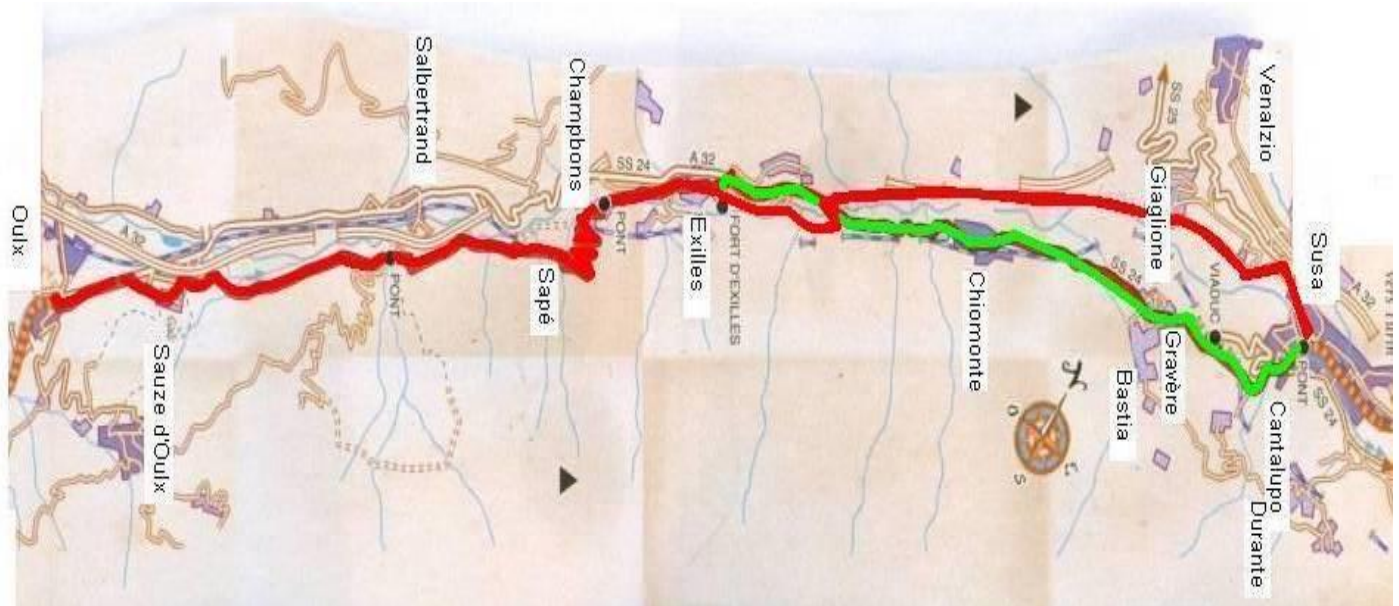 Oulx
A 32
Salbertrand
Sauze d'Oulx
PONT
Sapé
Champbons
SS 24
PONT
A 32
Exilles
FORT D'EXILLES
Chiomonte
SS 24
Bastia
Gravère
Giaglione
SS 25
VIADUC
Venalzio
Susa
A 32
PONT
SS 24
Cantalupo
Durante
O
S
E